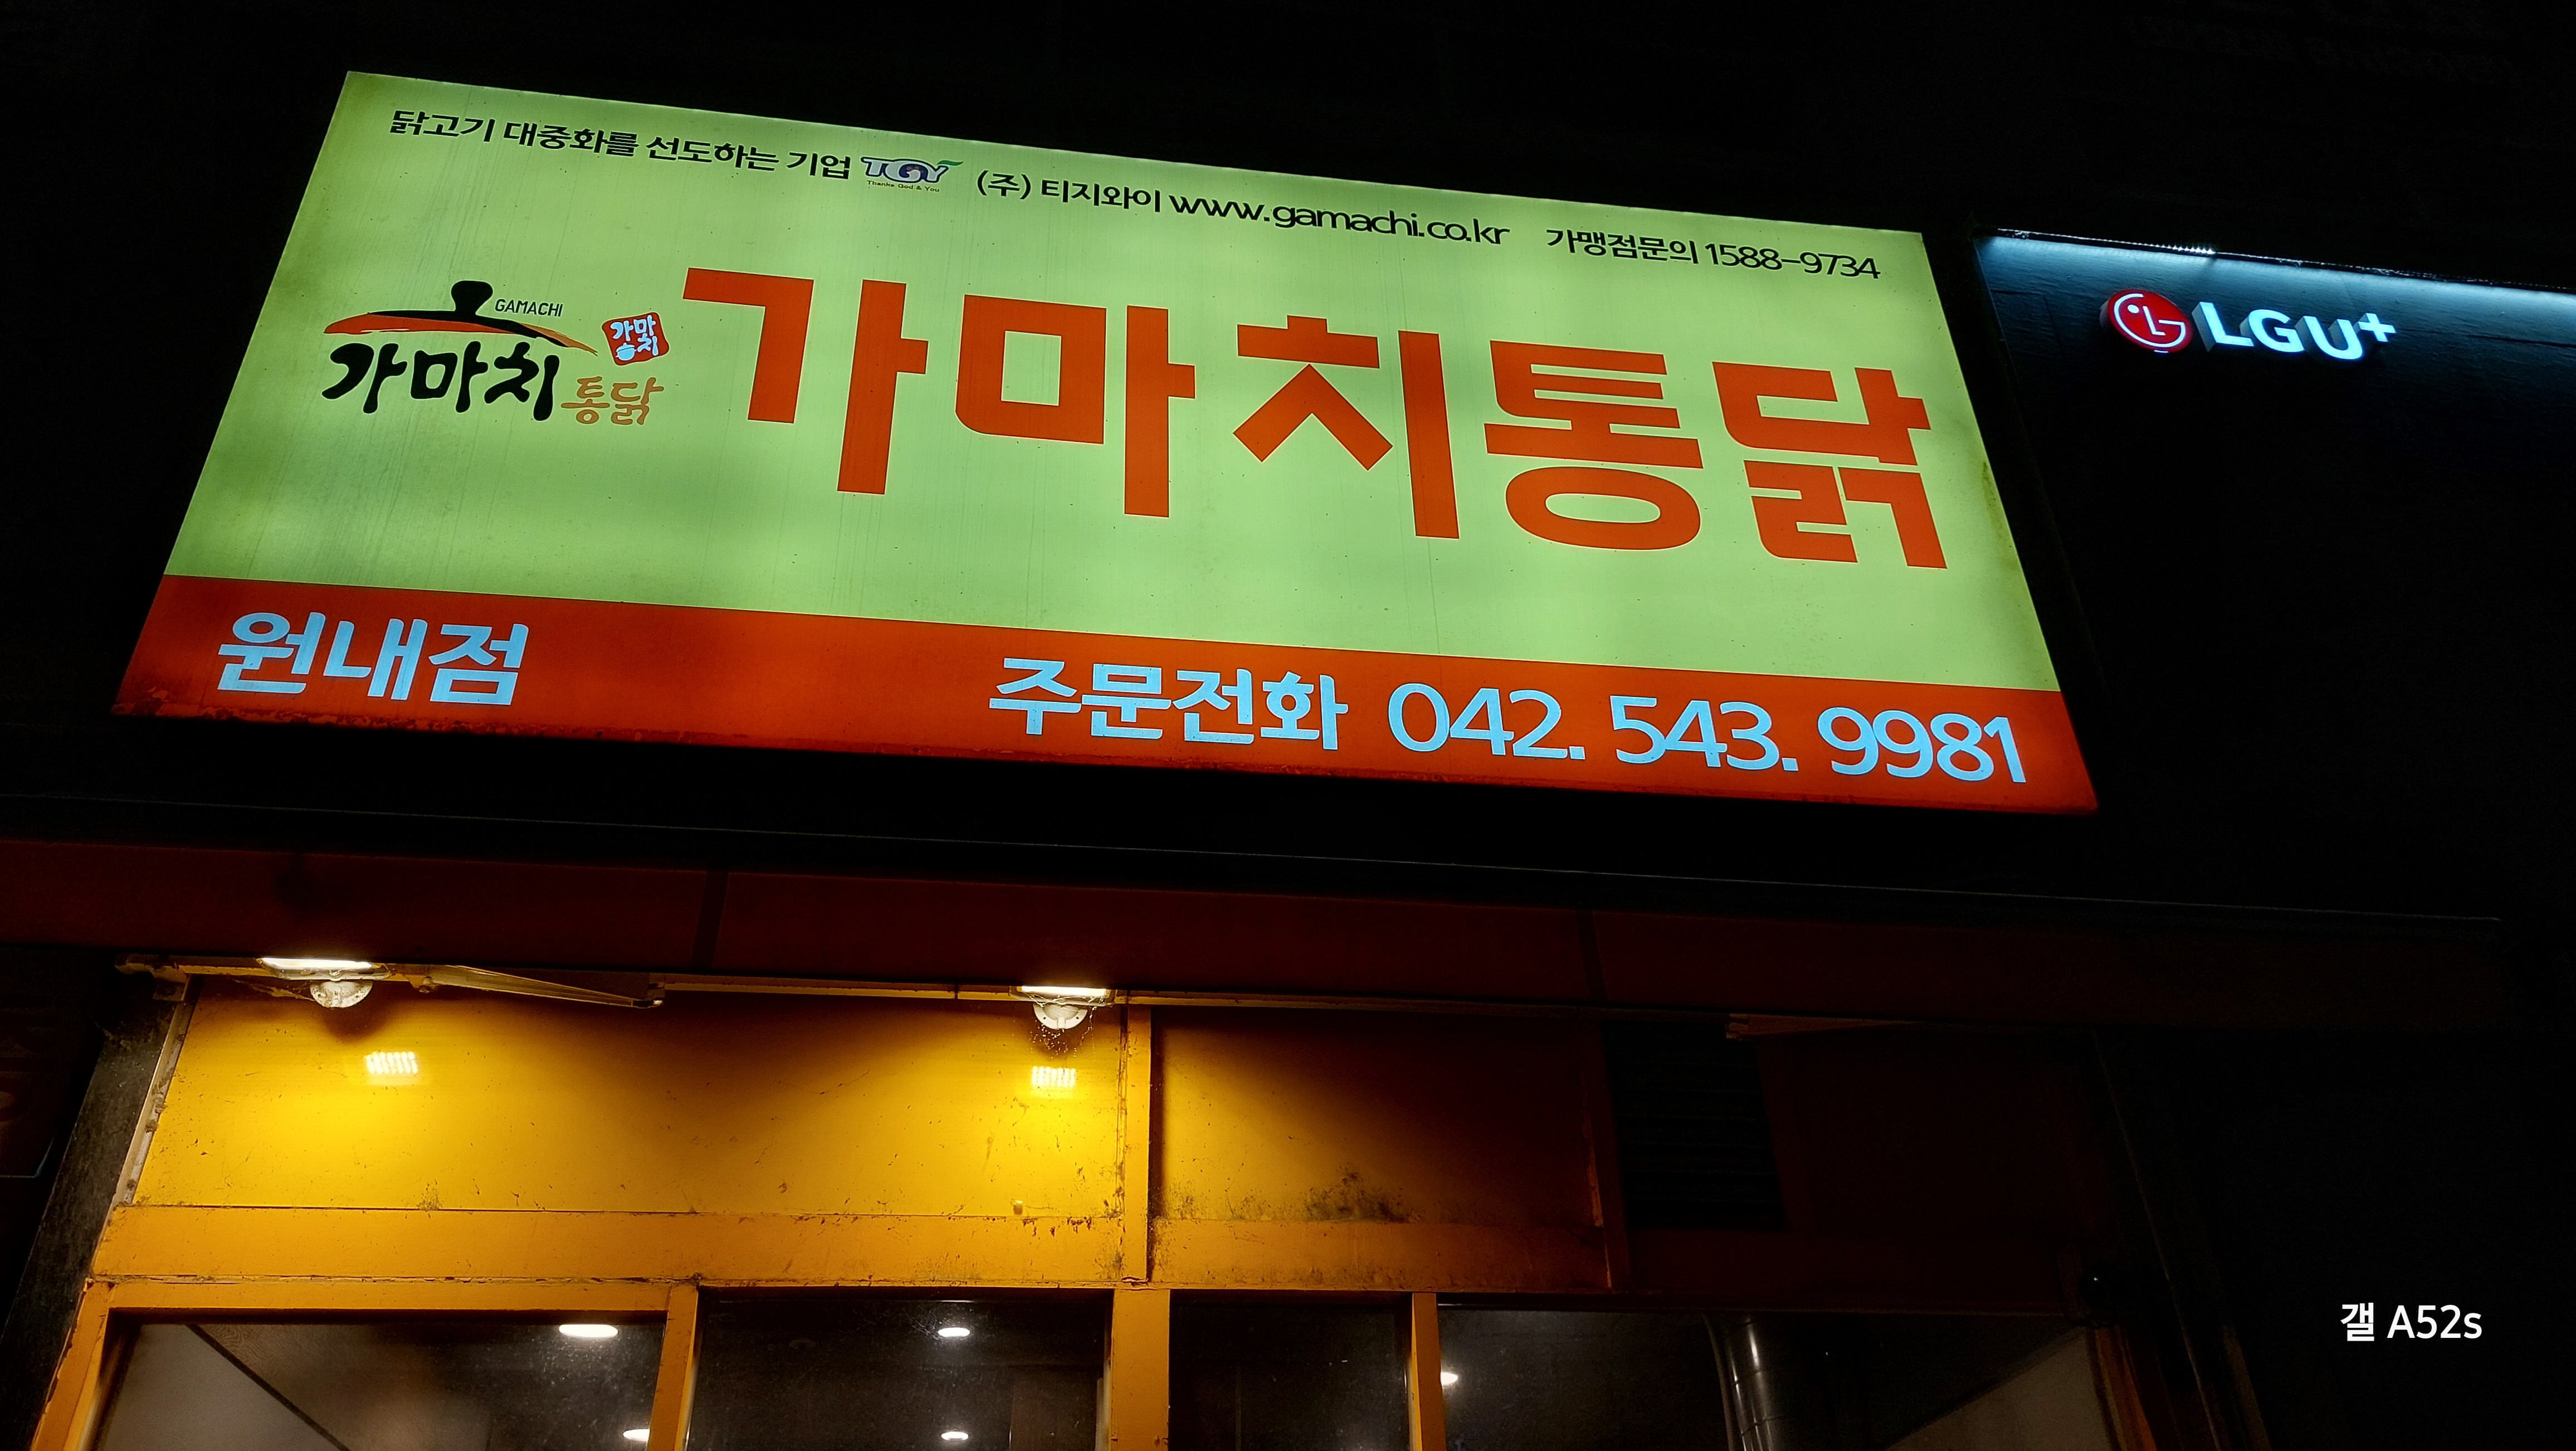 닭고기 대중화를 선도하는 기업 TGY Thanks God & You (주) 티지와이 www.gamachi.co.kr 가맹점문의 1588-9734
GAMACHI
가마치통닭
가마
솥치
가마치통닭
원내점
주문전화 042. 543. 9981
LG LGU+
갤 A52s